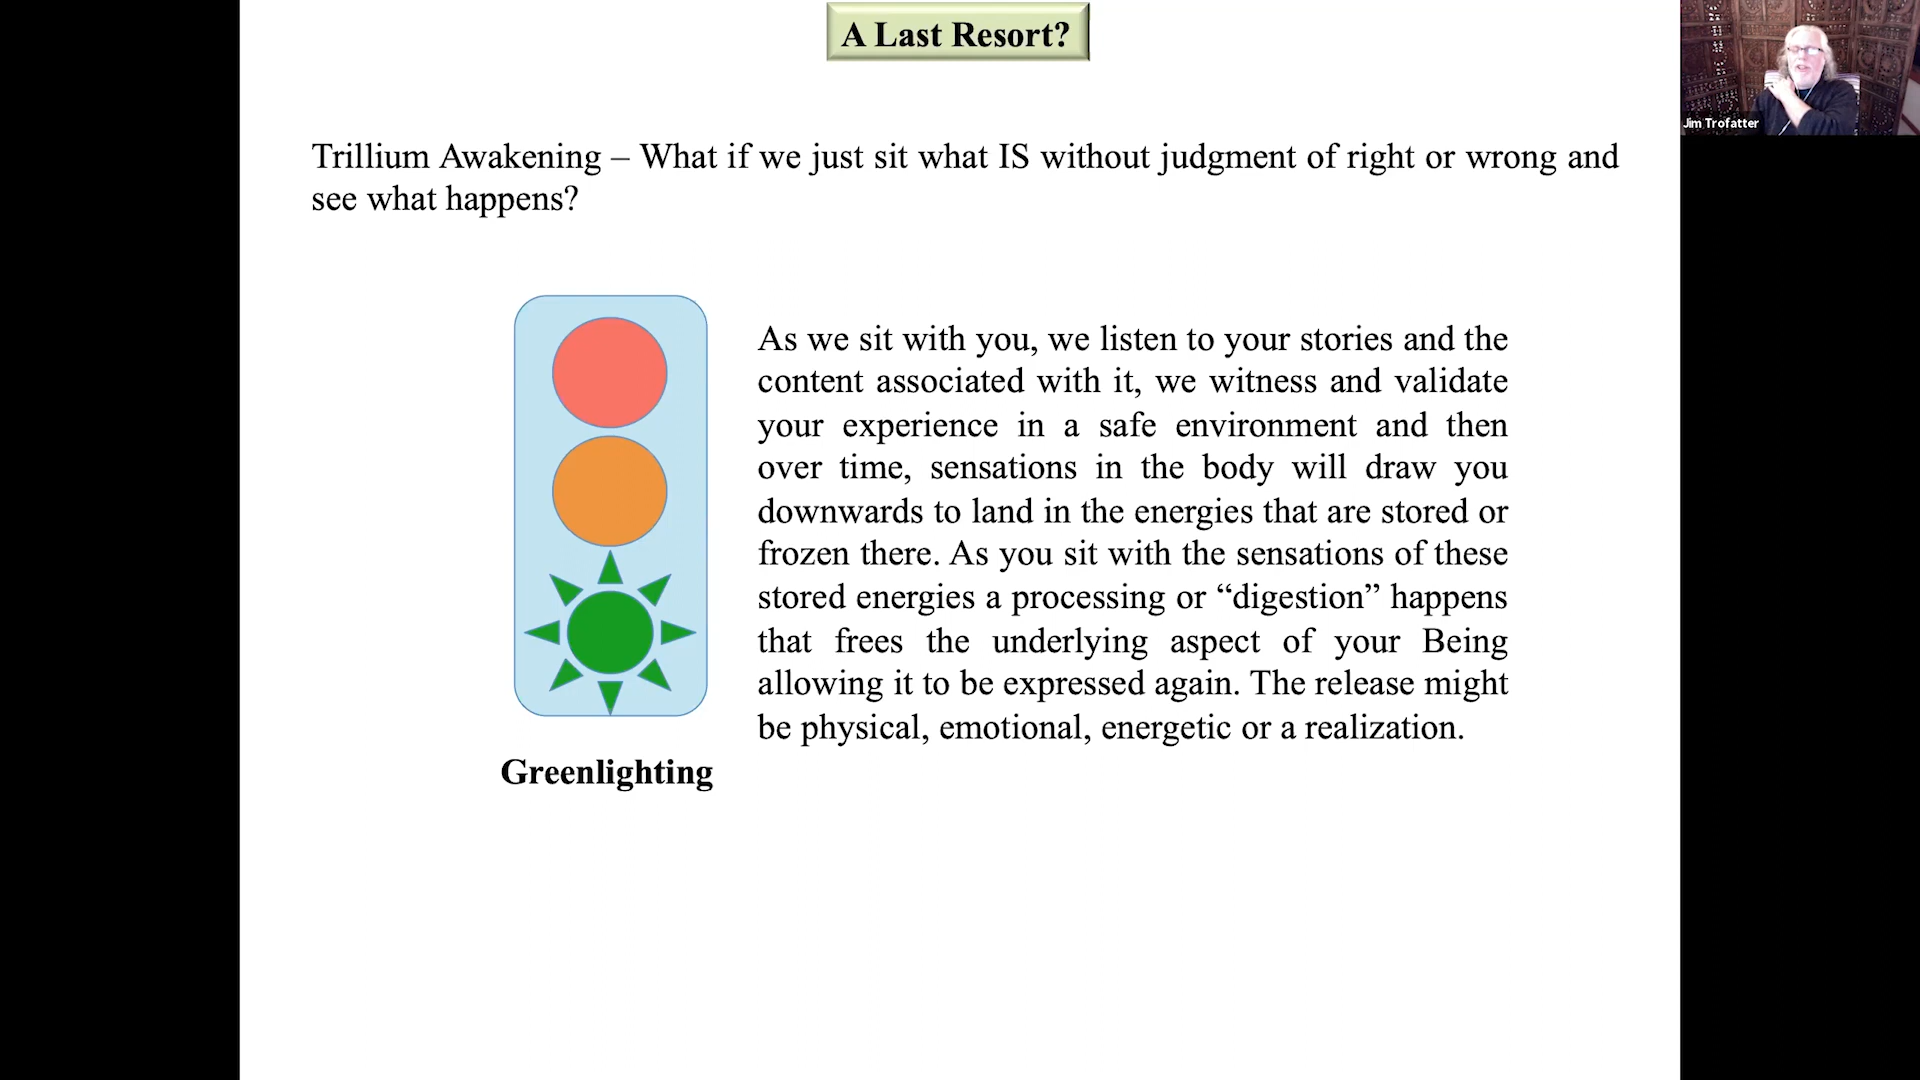 A Last Resort?
Jim Trofatter
Trillium Awakening – What if we just sit what IS without judgment of right or wrong and
see what happens?
As we sit with you, we listen to your stories and the
content associated with it, we witness and validate
your experience in a safe environment and then
over time, sensations in the body will draw you
downwards to land in the energies that are stored or
frozen there. As you sit with the sensations of these
stored energies a processing or “digestion” happens
that frees the underlying aspect of your Being
allowing it to be expressed again. The release might
be physical, emotional, energetic or a realization.
Greenlighting